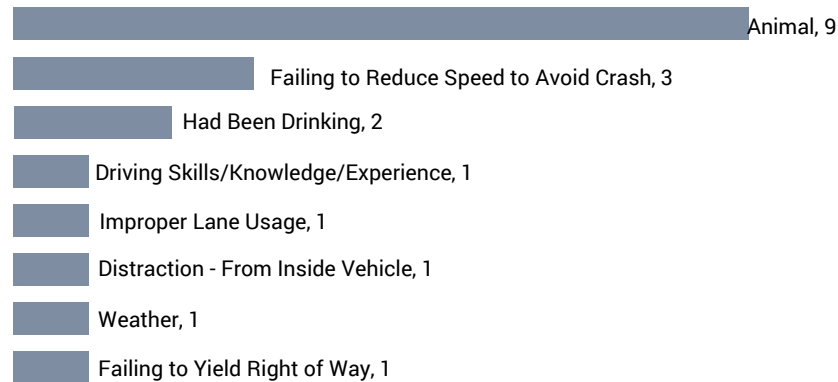 Animal, 9
Failing to Reduce Speed to Avoid Crash, 3
Had Been Drinking, 2
Driving Skills/Knowledge/Experience, 1
Improper Lane Usage, 1
Distraction - From Inside Vehicle, 1
Weather, 1
Failing to Yield Right of Way, 1